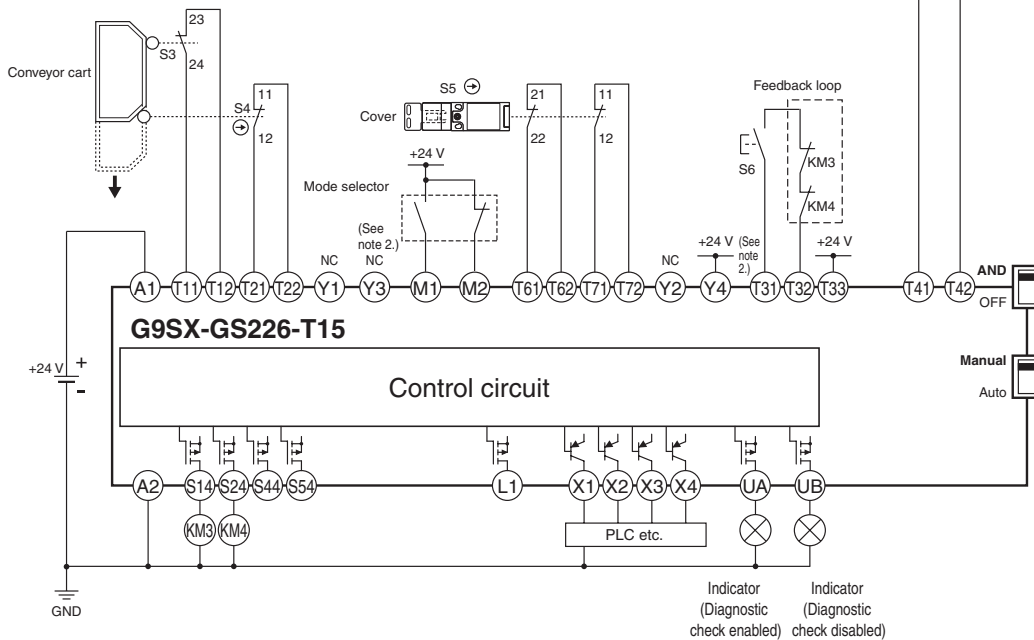 23
S3
24
Conveyor cart
11
S4
12
S5
Cover
21
22
11
12
Feedback loop
S6
KM3
KM4
+24 V
Mode selector
(See
note 2.)
+24 V
(See
note
2.)
+24 V
NC
NC
NC
A1
T11
T12
T21
T22
Y1
Y3
M1
M2
T61
T62
T71
T72
Y2
Y4
T31
T32
T33
T41
T42
AND
OFF
G9SX-GS226-T15
Control circuit
Manual
Auto
+24 V
+
-
A2
S14
S24
S44
S54
L1
X1
X2
X3
X4
UA
UB
KM3
KM4
PLC etc.
GND
Indicator
(Diagnostic
check enabled)
Indicator
(Diagnostic
check disabled)